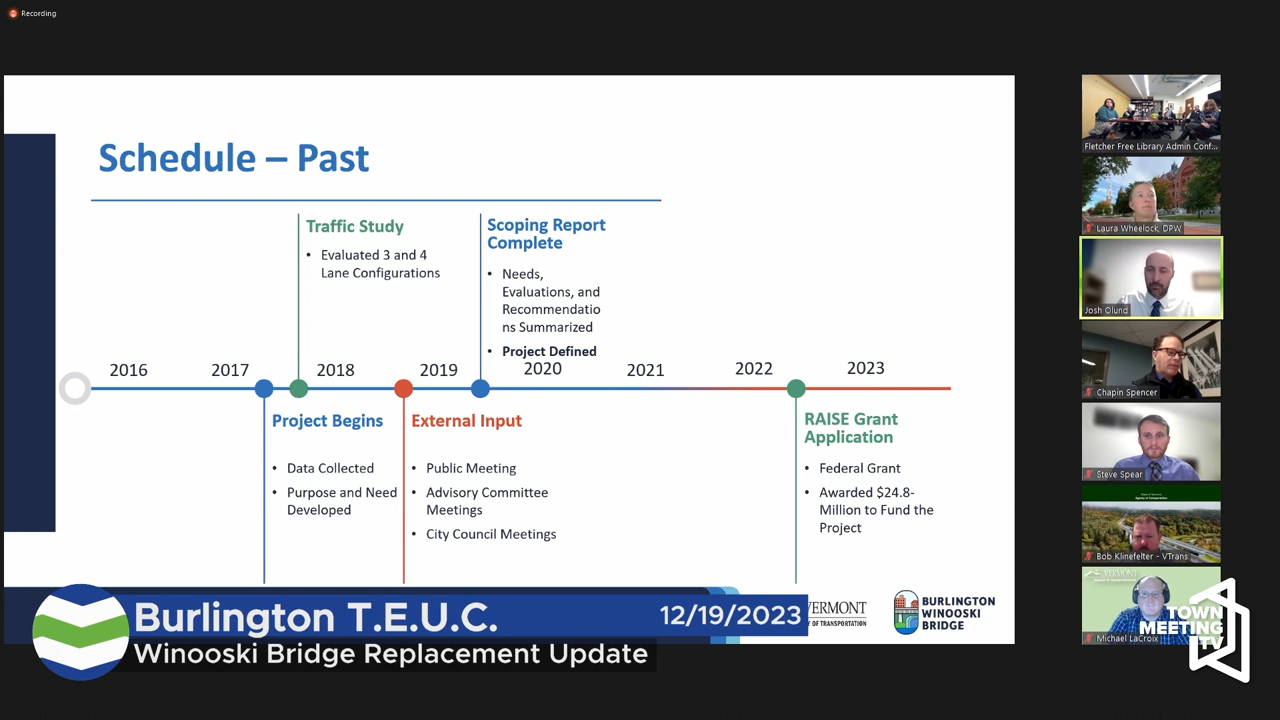 Recording
Schedule – Past
Traffic Study
• Evaluated 3 and 4
Lane Configurations
Scoping Report
Complete
• Needs,
Evaluations, and
Recommendatio
ns Summarized
• Project Defined
2016 2017 2018 2019 2020 2021 2022 2023
Project Begins
• Data Collected
• Purpose and Need
Developed
External Input
• Public Meeting
• Advisory Committee
Meetings
• City Council Meetings
RAISE Grant
Application
• Federal Grant
• Awarded $24.8-
Million to Fund the
Project
VERMONT
OF TRANSPORTATION
BURLINGTON
WINOOSKI
BRIDGE
Burlington T.E.U.C.
12/19/2023
Winooski Bridge Replacement Update
Fletcher Free Library Admin Conf...
Laura Wheelock, DPW
Josh Olund
Chapin Spencer
Steve Spear
Bob Klinefelter - VTrans
VERMONT
Michael LaCroix
TOWN
MEETING
TV